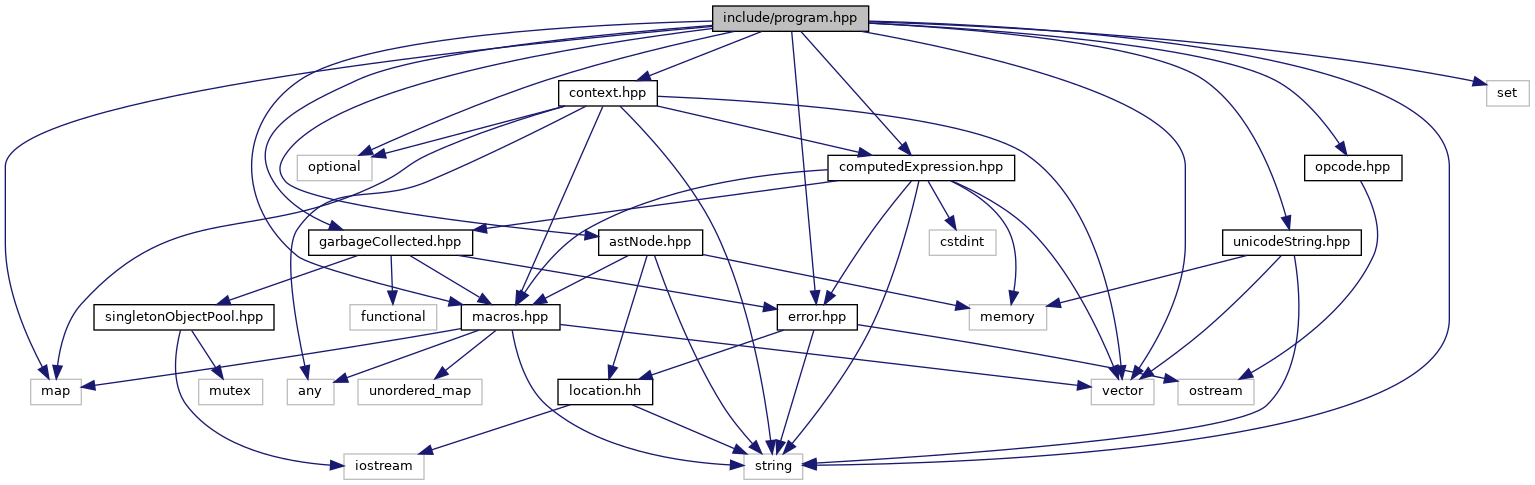 include/program.hpp
context.hpp
set
optional
computedExpression.hpp
opcode.hpp
garbageCollected.hpp
astNode.hpp
cstdint
unicodeString.hpp
singletonObjectPool.hpp
functional
macros.hpp
error.hpp
memory
map
mutex
any
unordered_map
location.hh
vector
ostream
iostream
string